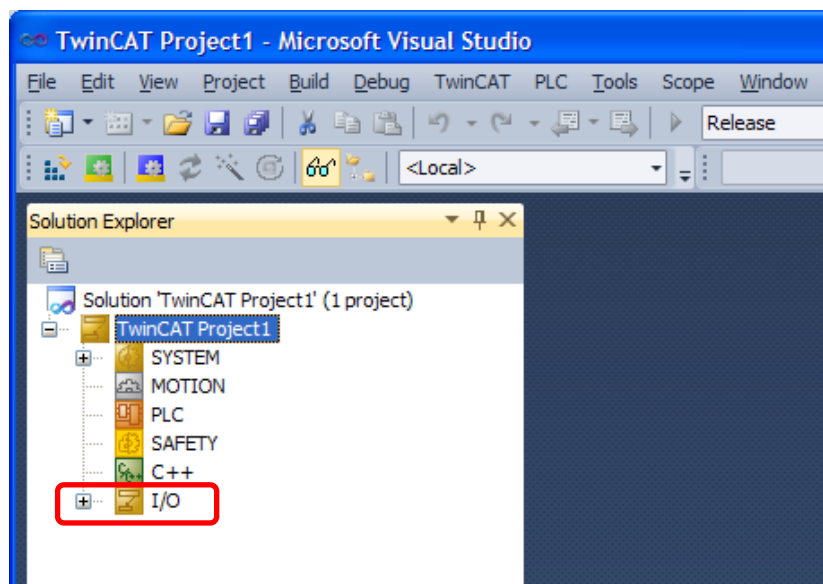 TwinCAT Project1 - Microsoft Visual Studio
File Edit View Project Build Debug TwinCAT PLC Tools Scope Window
Release
<Local>
Solution Explorer
Solution 'TwinCAT Project1' (1 project)
TwinCAT Project1
SYSTEM
MOTION
PLC
SAFETY
C++
I/O